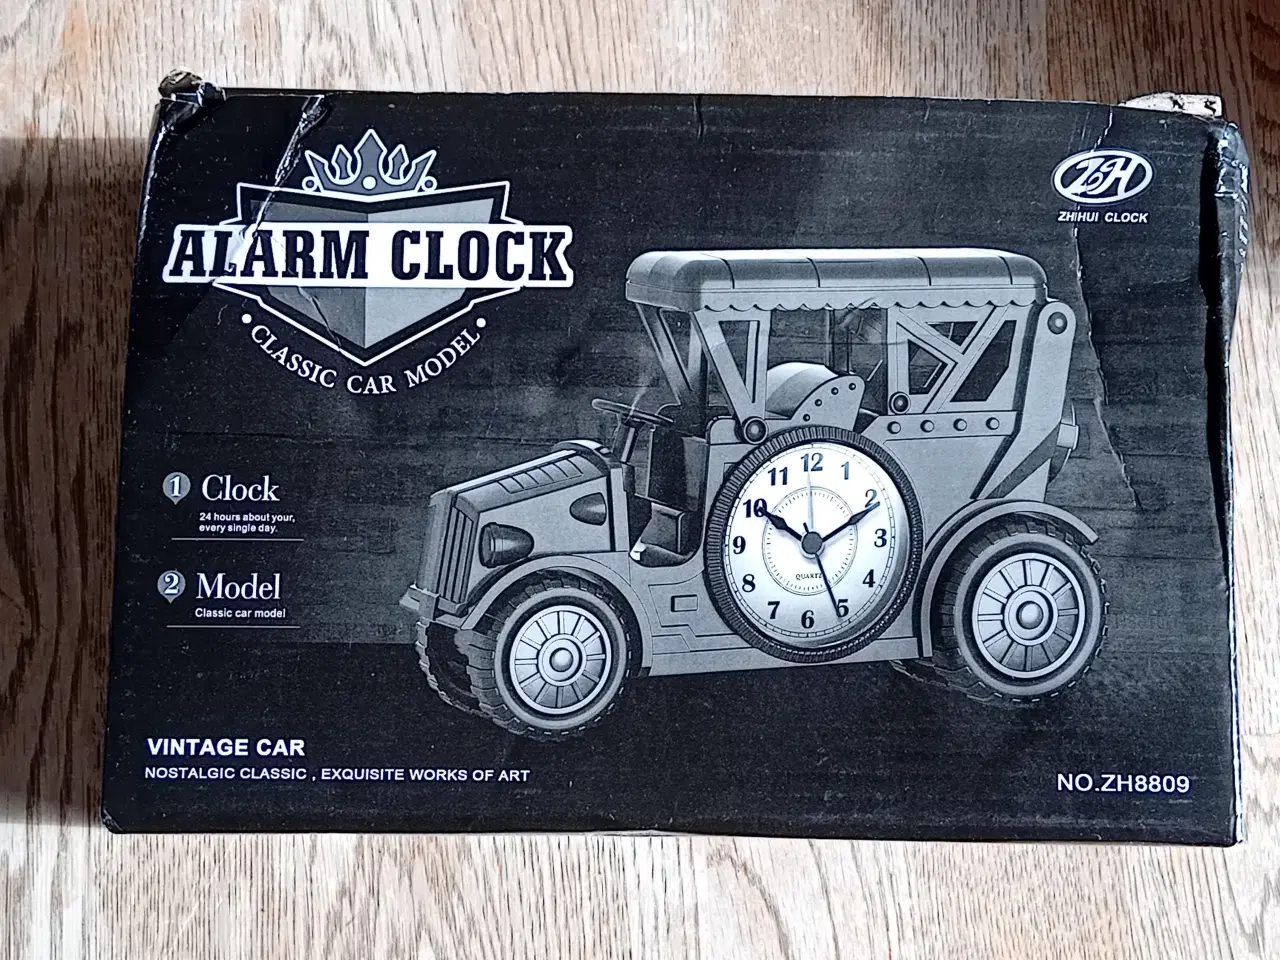 ZH
ZHIHUI CLOCK
ALARM CLOCK
CLASSIC CAR MODEL
12
11 1
10 2
9 3
8 4
7 5
6
QUARTZ
1 Clock
24 hours about your,
every single day.
2 Model
Classic car model
VINTAGE CAR
NOSTALGIC CLASSIC , EXQUISITE WORKS OF ART
NO.ZH8809